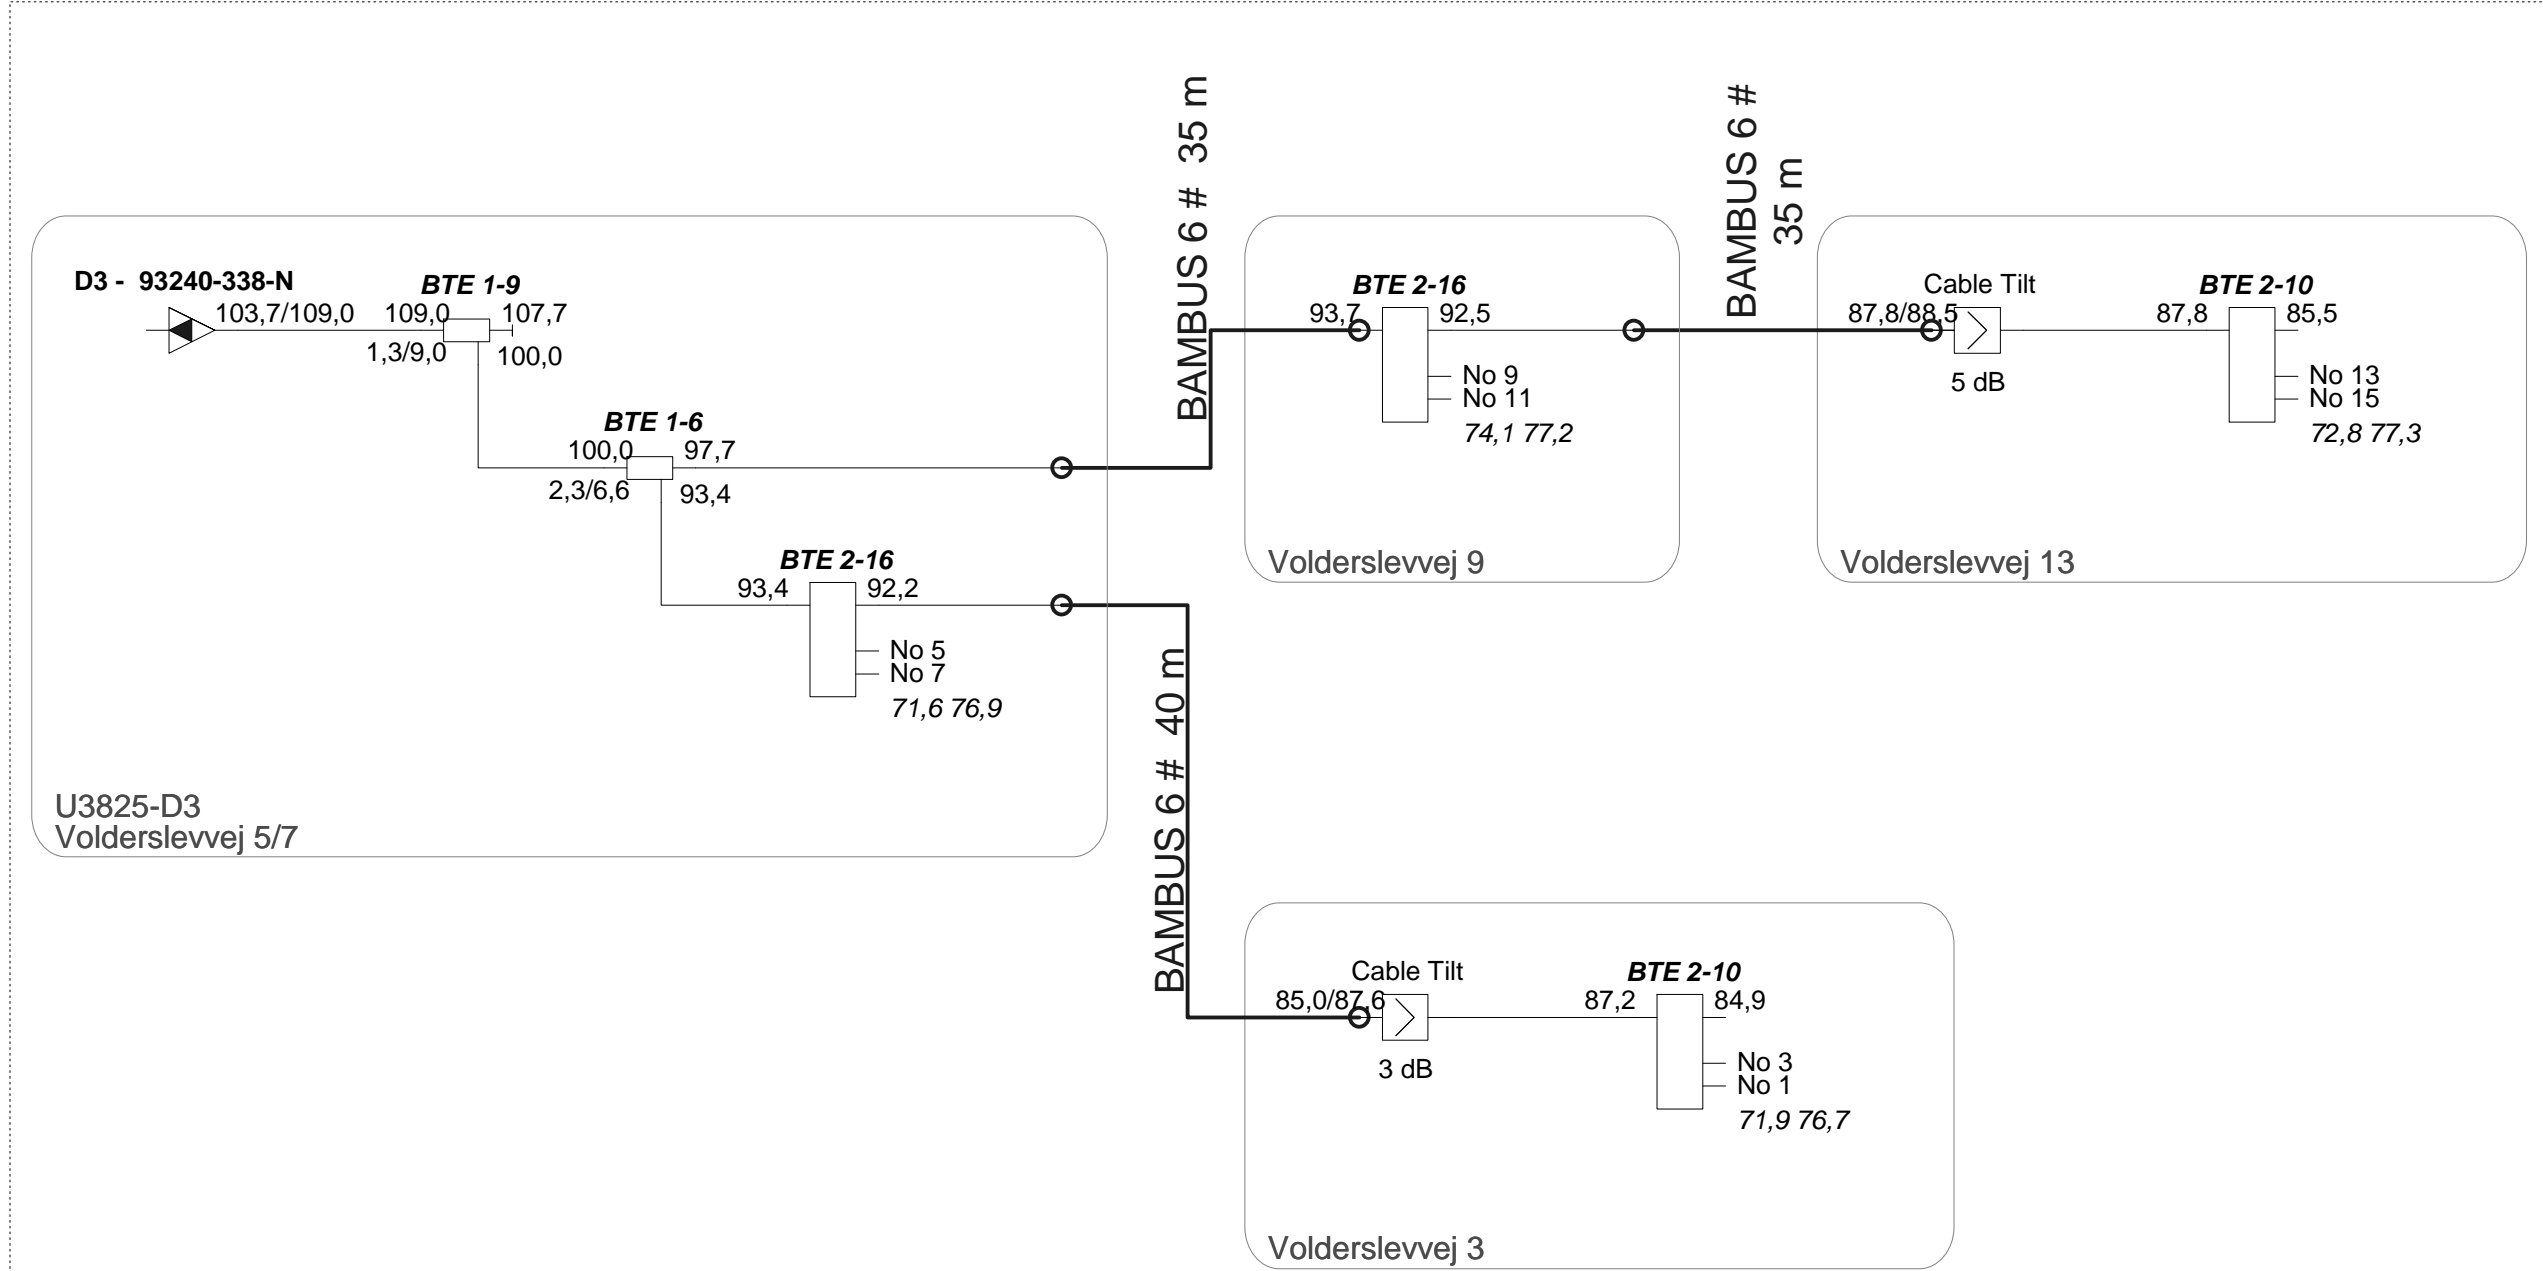 D3 - 93240-338-N
103,7/109,0
BTE 1-9
109,0
107,7
1,3/9,0
100,0
BTE 1-6
100,0
97,7
2,3/6,6
93,4
BTE 2-16
93,4
92,2
No 5
No 7
71,6 76,9
U3825-D3
Volderslevvej 5/7
BAMBUS 6 # 35 m
BTE 2-16
93,7
92,5
No 9
No 11
74,1 77,2
Volderslevvej 9
BAMBUS 6 #
35 m
Cable Tilt
87,8/88,5
5 dB
BTE 2-10
87,8
85,5
No 13
No 15
72,8 77,3
Volderslevvej 13
BAMBUS 6 # 40 m
Cable Tilt
85,0/87,6
3 dB
BTE 2-10
87,2
84,9
No 3
No 1
71,9 76,7
Volderslevvej 3